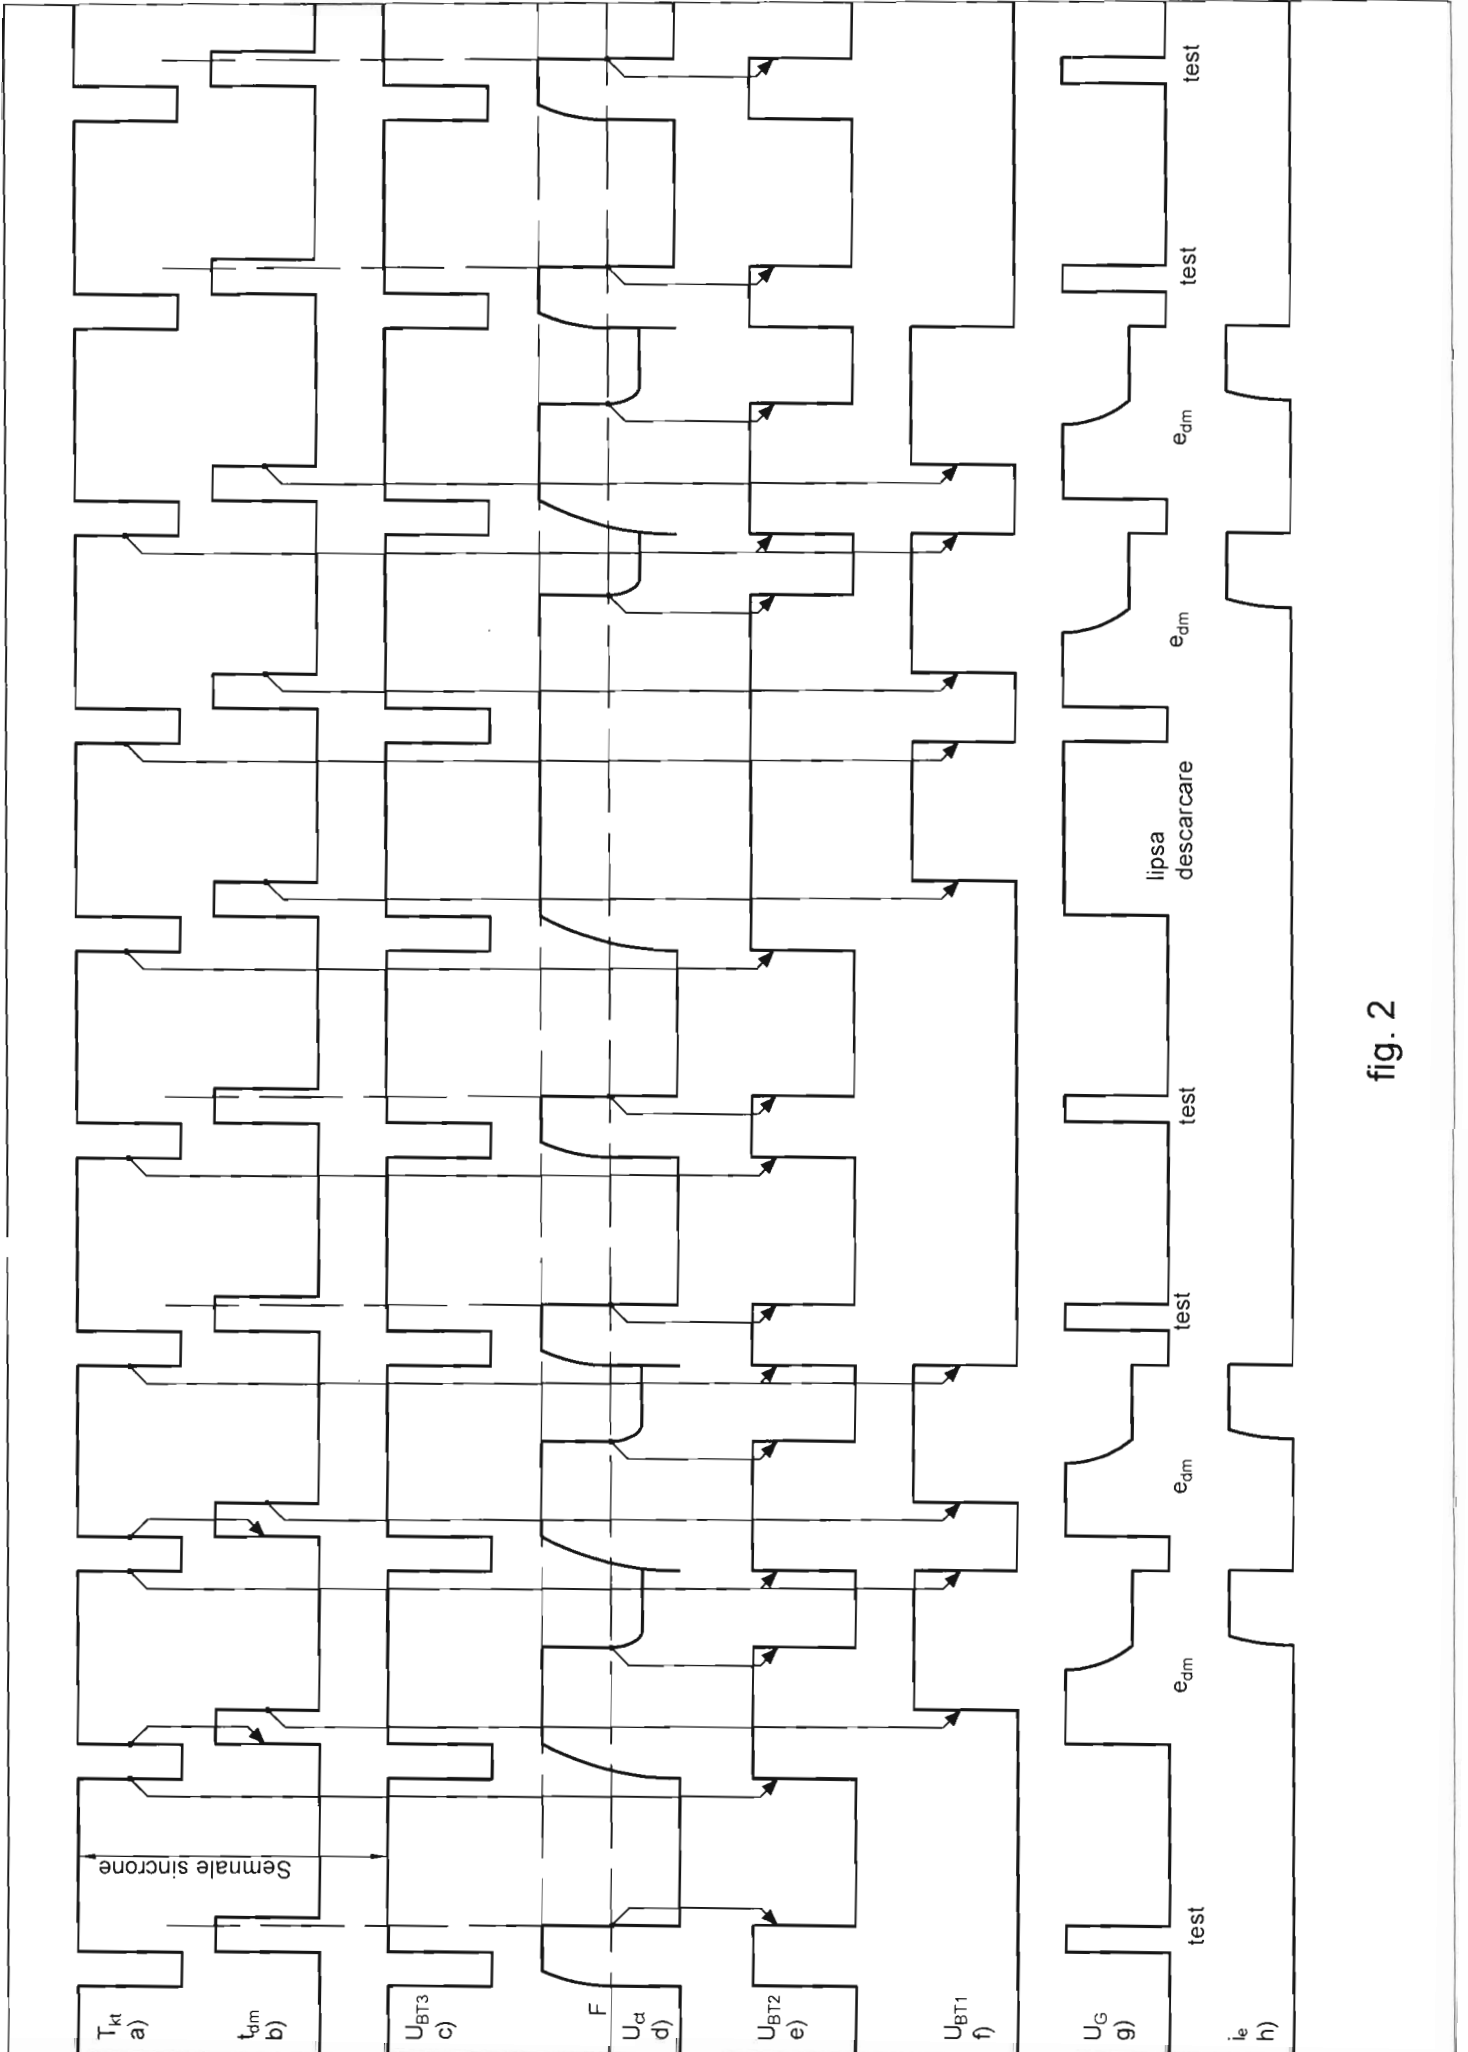 T_kt
a)
t_dm
b)
Semnale sincrone
U_BT3
c)
F
U_ct
d)
U_BT2
e)
U_BT1
f)
U_G
g)
test
e_dm
e_dm
test
test
lipsa
descarcare
e_dm
e_dm
test
test
i_e
h)
fig. 2